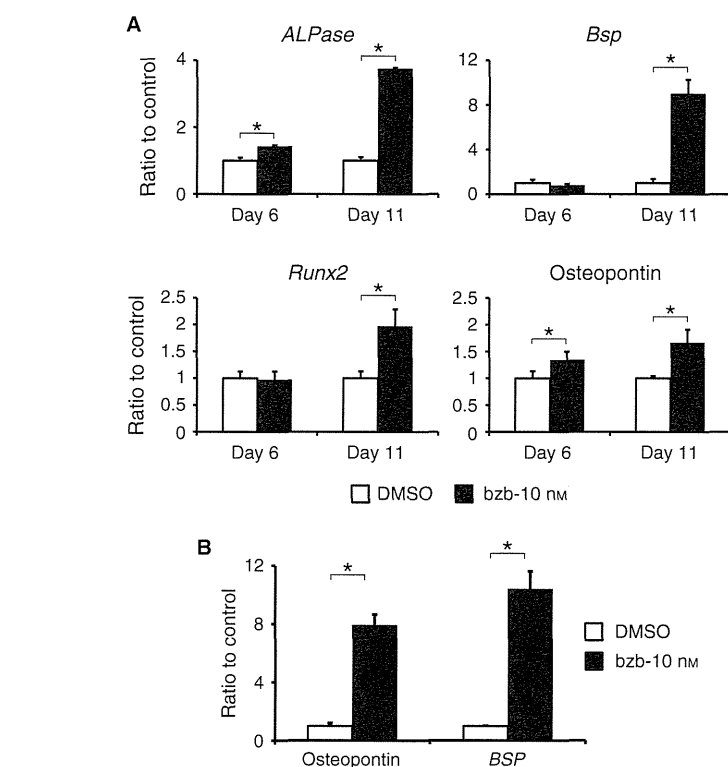 A
ALPase
Bsp
Ratio to control
4
2
0
*
*
Day 6
Day 11
12
8
4
0
*
Day 6
Day 11
Runx2
Osteopontin
Ratio to control
2.5
2
1.5
1
0.5
0
*
Day 6
Day 11
2.5
2
1.5
1
0.5
0
*
*
Day 6
Day 11
DMSO
bzb-10 nM
B
Ratio to control
12
8
4
0
*
*
Osteopontin
BSP
DMSO
bzb-10 nM